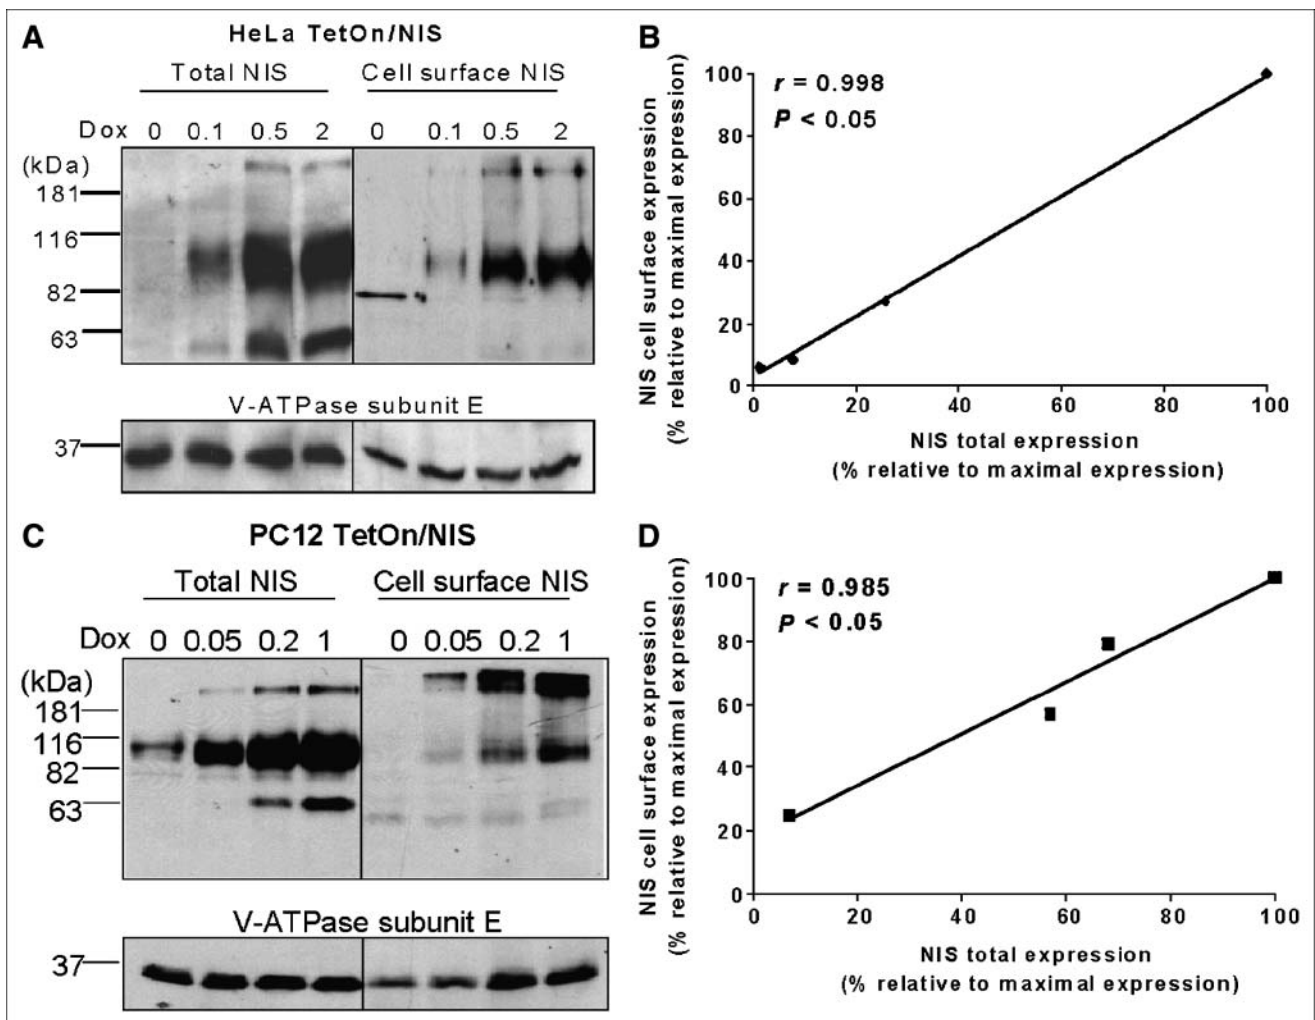 A
HeLa TetOn/NIS
Total NIS
Cell surface NIS
Dox 0 0.1 0.5 2 0 0.1 0.5 2
(kDa)
181
116
82
63
V-ATPase subunit E
37
B
r = 0.998
P < 0.05
NIS cell surface expression
(% relative to maximal expression)
100
80
60
40
20
0
0 20 40 60 80 100
NIS total expression
(% relative to maximal expression)
C
PC12 TetOn/NIS
Total NIS
Cell surface NIS
Dox 0 0.05 0.2 1 0 0.05 0.2 1
(kDa)
181
116
82
63
V-ATPase subunit E
37
D
r = 0.985
P < 0.05
NIS cell surface expression
(% relative to maximal expression)
100
80
60
40
20
0
0 20 40 60 80 100
NIS total expression
(% relative to maximal expression)